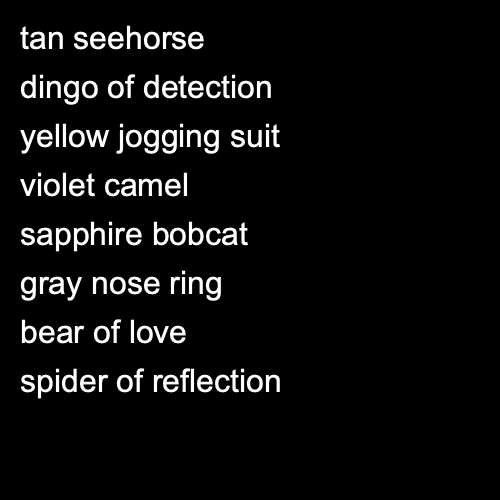 tan seehorse
dingo of detection
yellow jogging suit
violet camel
sapphire bobcat
gray nose ring
bear of love
spider of reflection